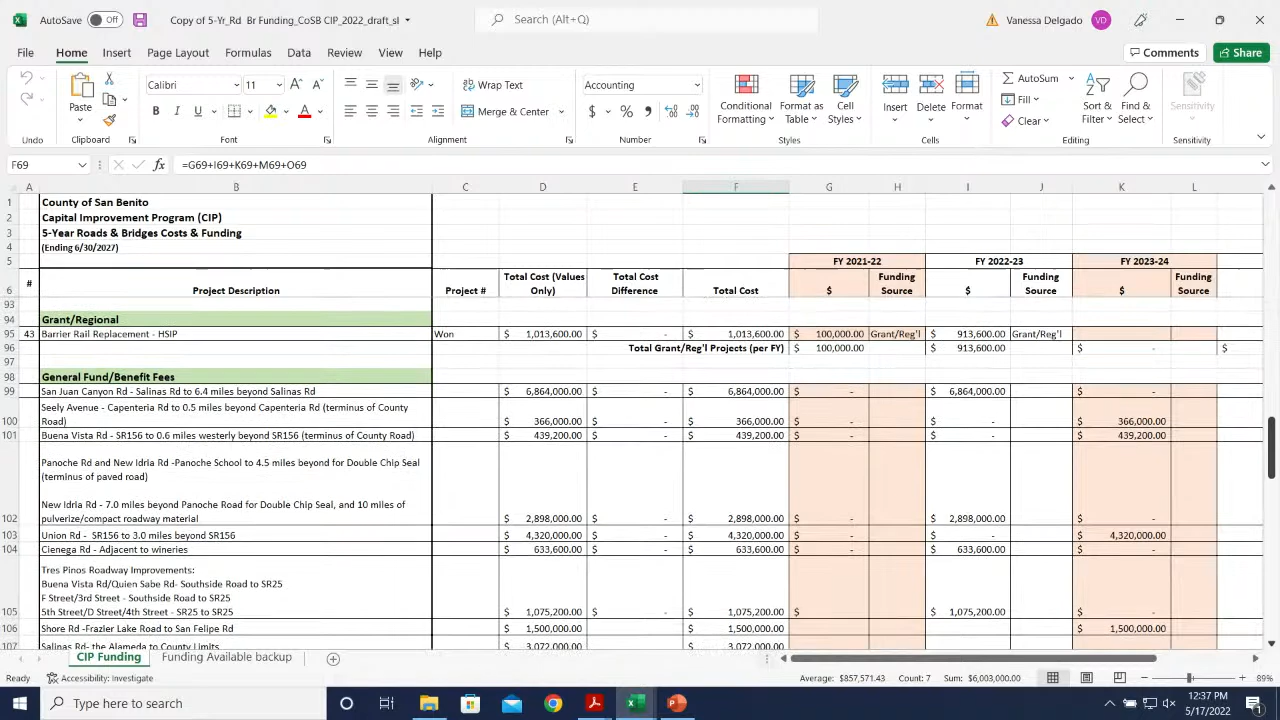 AutoSave Off Copy of 5-Yr_Rd Br Funding_CoSB CIP_2022_draft_sl Search (Alt+Q) Vanessa Delgado VD
File Home Insert Page Layout Formulas Data Review View Help Comments Share
Calibri 11 Wrap Text Accounting AutoSum
Paste B I U Merge & Center $ % Conditional Formatting Format as Table Cell Styles Insert Delete Format Fill Clear Sort & Filter Find & Select Sensitivity
Undo Clipboard Font Alignment Number Styles Cells Editing Sensitivity
F69 fx =G69+I69+K69+M69+O69
A B C D E F G H I J K L
1 County of San Benito
2 Capital Improvement Program (CIP)
3 5-Year Roads & Bridges Costs & Funding
4 (Ending 6/30/2027)
5 FY 2021-22 FY 2022-23 FY 2023-24
6 # Project Description Project # Total Cost (Values Only) Total Cost Difference Total Cost $ Funding Source $ Funding Source $ Funding Source
93
94 Grant/Regional
95 43 Barrier Rail Replacement - HSIP Won $ 1,013,600.00 $ - $ 1,013,600.00 $ 100,000.00 Grant/Reg'l $ 913,600.00 Grant/Reg'l
96 Total Grant/Reg'l Projects (per FY) $ 100,000.00 $ 913,600.00 $ - $
97
98 General Fund/Benefit Fees
99 San Juan Canyon Rd - Salinas Rd to 6.4 miles beyond Salinas Rd $ 6,864,000.00 $ - $ 6,864,000.00 $ - $ 6,864,000.00
Seely Avenue - Capenteria Rd to 0.5 miles beyond Capenteria Rd (terminus of County
100 Road) $ 366,000.00 $ - $ 366,000.00 $ - $ - $ 366,000.00
101 Buena Vista Rd - SR156 to 0.6 miles westerly beyond SR156 (terminus of County Road) $ 439,200.00 $ - $ 439,200.00 $ - $ - $ 439,200.00
Panoche Rd and New Idria Rd -Panoche School to 4.5 miles beyond for Double Chip Seal
(terminus of paved road)
New Idria Rd - 7.0 miles beyond Panoche Road for Double Chip Seal, and 10 miles of
102 pulverize/compact roadway material $ 2,898,000.00 $ - $ 2,898,000.00 $ - $ 2,898,000.00 $ -
103 Union Rd - SR156 to 3.0 miles beyond SR156 $ 4,320,000.00 $ - $ 4,320,000.00 $ - $ - $ 4,320,000.00
104 Cienega Rd - Adjacent to wineries $ 633,600.00 $ - $ 633,600.00 $ - $ 633,600.00 $ -
Tres Pinos Roadway Improvements:
Buena Vista Rd/Quien Sabe Rd- Southside Road to SR25
F Street/3rd Street - Southside to SR25
105 5th Street/D Street/4th Street - SR25 to SR25 $ 1,075,200.00 $ - $ 1,075,200.00 $ $ 1,075,200.00 $ -
106 Shore Rd -Frazier Lake Road to San Felipe Rd $ 1,500,000.00 $ 1,500,000.00 $ 1,500,000.00
107 Salinas Rd- the Alameda to County Limits $ 3,072,000.00 $ 3,072,000.00
CIP Funding Funding Available backup
Ready Accessibility: Investigate Average: $857,571.43 Count: 7 Sum: $6,003,000.00 89%
Type here to search 12:37 PM
5/17/2022 1